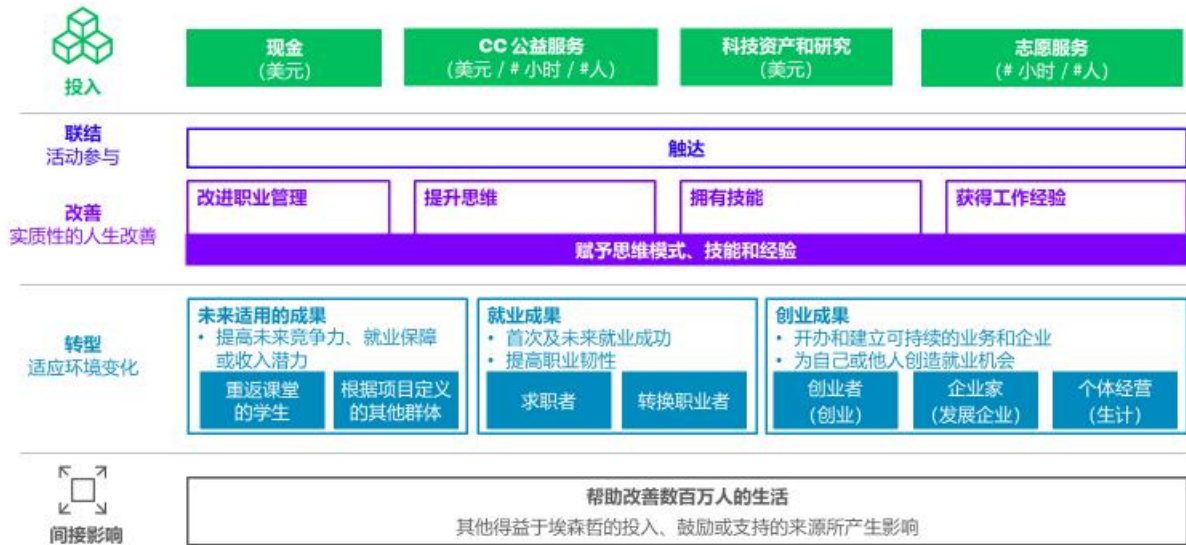 投入
现金
(美元)
CC 公益服务
(美元 / # 小时 / #人)
科技资产和研究
(美元)
志愿服务
(# 小时 / #人)
联结
活动参与
触达
改善
实质性的人生改善
改进职业管理
提升思维
拥有技能
获得工作经验
赋予思维模式、技能和经验
转型
适应环境变化
未来适用的成果
• 提高未来竞争力、就业保障
或收入潜力
重返课堂
的学生
根据项目定义
的其他群体
就业成果
• 首次及未来就业成功
• 提高职业韧性
求职者
转换职业者
创业成果
• 开办和建立可持续的业务和企业
• 为自己或他人创造就业机会
创业者
(创业)
企业家
(发展企业)
个体经营
(生计)
间接影响
帮助改善数百万人的生活
其他得益于埃森哲的投入、鼓励或支持的来源所产生影响